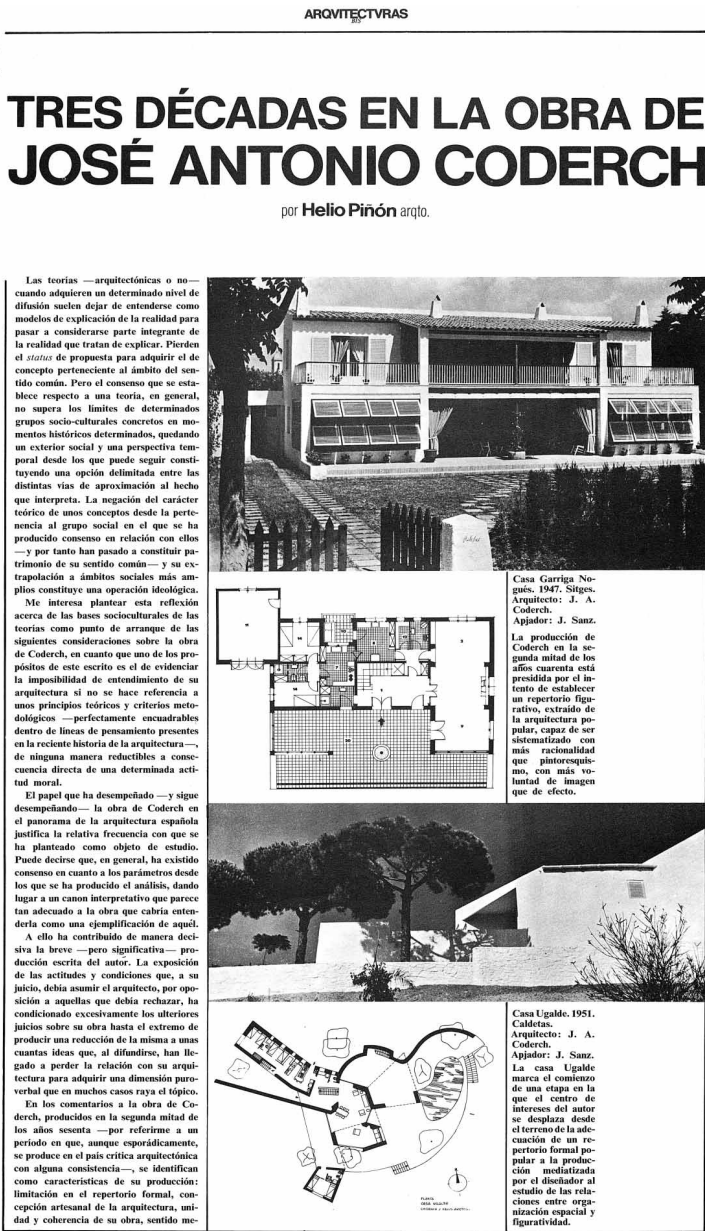 ARQVITECTVRAS
BIS
TRES DÉCADAS EN LA OBRA DE
JOSÉ ANTONIO CODERCH
por Helio Piñón arqto.
Las teorías —arquitectónicas o no—
cuando adquieren un determinado nivel de
difusión suelen dejar de entenderse como
modelos de explicación de la realidad para
pasar a considerarse parte integrante de
la realidad que tratan de explicar. Pierden
el status de propuesta para adquirir el de
concepto perteneciente al ámbito del sen-
tido común. Pero el consenso que se esta-
blece respecto a una teoría, en general,
no supera los límites de determinados
grupos socio-culturales concretos en mo-
mentos históricos determinados, quedando
un exterior social y una perspectiva tem-
poral desde los que puede seguir consti-
tuyendo una opción delimitada entre las
distintas vías de aproximación al hecho
que interpreta. La negación del carácter
teórico de unos conceptos desde la perte-
nencia al grupo social en el que se ha
producido consenso en relación con ellos
—y por tanto han pasado a constituir pa-
trimonio de su sentido común— y su ex-
trapolación a ámbitos sociales más am-
plios constituye una operación ideológica.
Me interesa plantear esta reflexión
acerca de las bases socioculturales de las
teorías como punto de arranque de las
siguientes consideraciones sobre la obra
de Coderch, en cuanto que uno de los pro-
pósitos de este escrito es el de evidenciar
la imposibilidad de entendimiento de su
arquitectura si no se hace referencia a
unos principios teóricos y criterios meto-
dológicos —perfectamente encuadrables
dentro de líneas de pensamiento presentes
en la reciente historia de la arquitectura—,
de ninguna manera reductibles a conse-
cuencia directa de una determinada acti-
tud moral.
El papel que ha desempeñado —y sigue
desempeñando— la obra de Coderch en
el panorama de la arquitectura española
justifica la relativa frecuencia con que se
ha planteado como objeto de estudio.
Puede decirse que, en general, ha existido
consenso en cuanto a los parámetros desde
los que se ha producido el análisis, dando
lugar a un canon interpretativo que parece
tan adecuado a la obra que cabría enten-
derla como una ejemplificación de aquél.
A ello ha contribuido de manera deci-
siva la breve —pero significativa— pro-
ducción escrita del autor. La exposición
de las actitudes y condiciones que, a su
juicio, debía asumir el arquitecto, por opo-
sición a aquellas que debía rechazar, ha
condicionado excesivamente los ulteriores
juicios sobre su obra hasta el extremo de
producir una reducción de la misma a unas
cuantas ideas que, al difundirse, han lle-
gado a perder la relación con su arqui-
tectura para adquirir una dimensión puro-
verbal que en muchos casos raya el tópico.
En los comentarios a la obra de Co-
derch, producidos en la segunda mitad de
los años sesenta —por referirme a un
período en que, aunque esporádicamente,
se produce en el país crítica arquitectónica
con alguna consistencia—, se identifican
como características de su producción:
limitación en el repertorio formal, con-
cepción artesanal de la arquitectura, uni-
dad y coherencia de su obra, sentido me-
Casa Garriga No-
gués. 1947. Sitges.
Arquitecto: J. A.
Coderch.
Apjador: J. Sanz.
La producción de
Coderch en la se-
gunda mitad de los
años cuarenta está
presidida por el in-
tento de establecer
un repertorio figu-
rativo, extraído de
la arquitectura po-
pular, capaz de ser
sistematizado con
más racionalidad
que pintoresquis-
mo, con más vo-
luntad de imagen
que de efecto.
Casa Ugalde. 1951.
Caldetas.
Arquitecto: J. A.
Coderch.
Apjador: J. Sanz.
La casa Ugalde
marca el comienzo
de una etapa en la
que el centro de
intereses del autor
se desplaza desde
el terreno de la ade-
cuación de un re-
pertorio formal po-
pular a la produc-
ción mediatizada
por el diseñador al
estudio de las rela-
ciones entre orga-
nización espacial y
figuratividad.
PLANTA
CASA UGALDE